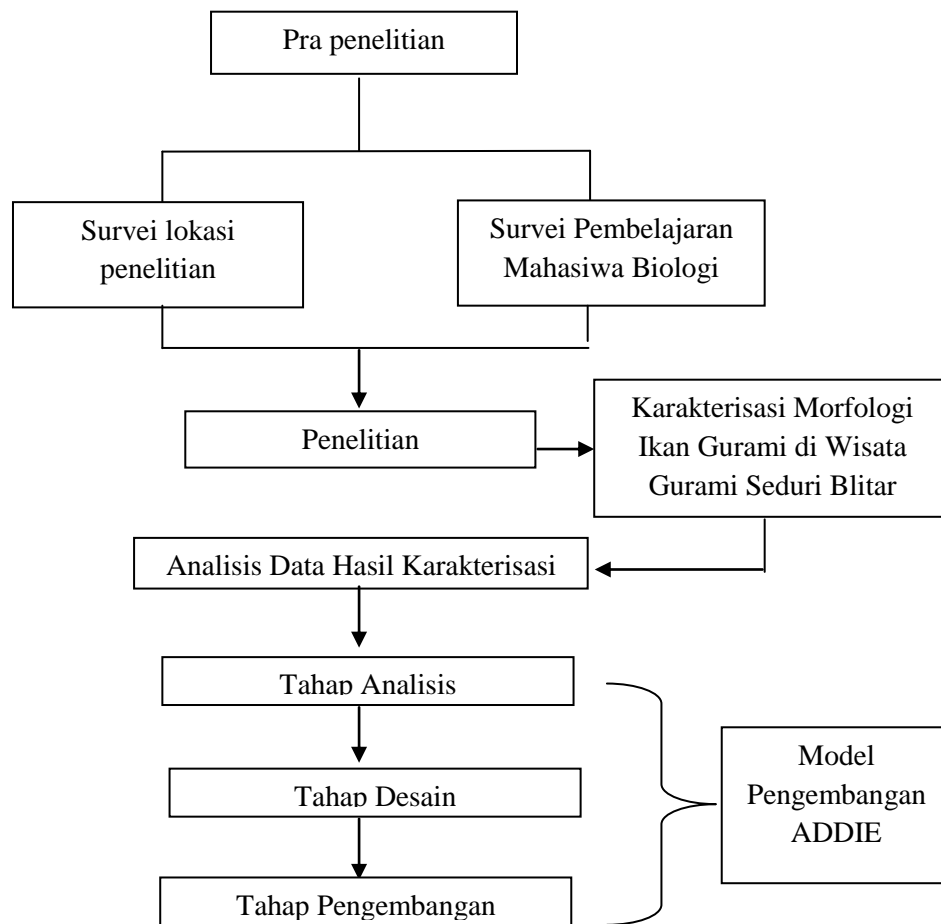 Pra penelitian
Survei lokasi
penelitian
Survei Pembelajaran
Mahasiwa Biologi
Penelitian
Karakterisasi Morfologi
Ikan Gurami di Wisata
Gurami Seduri Blitar
Analisis Data Hasil Karakterisasi
Tahap Analisis
Tahap Desain
Tahap Pengembangan
Model
Pengembangan
ADDIE